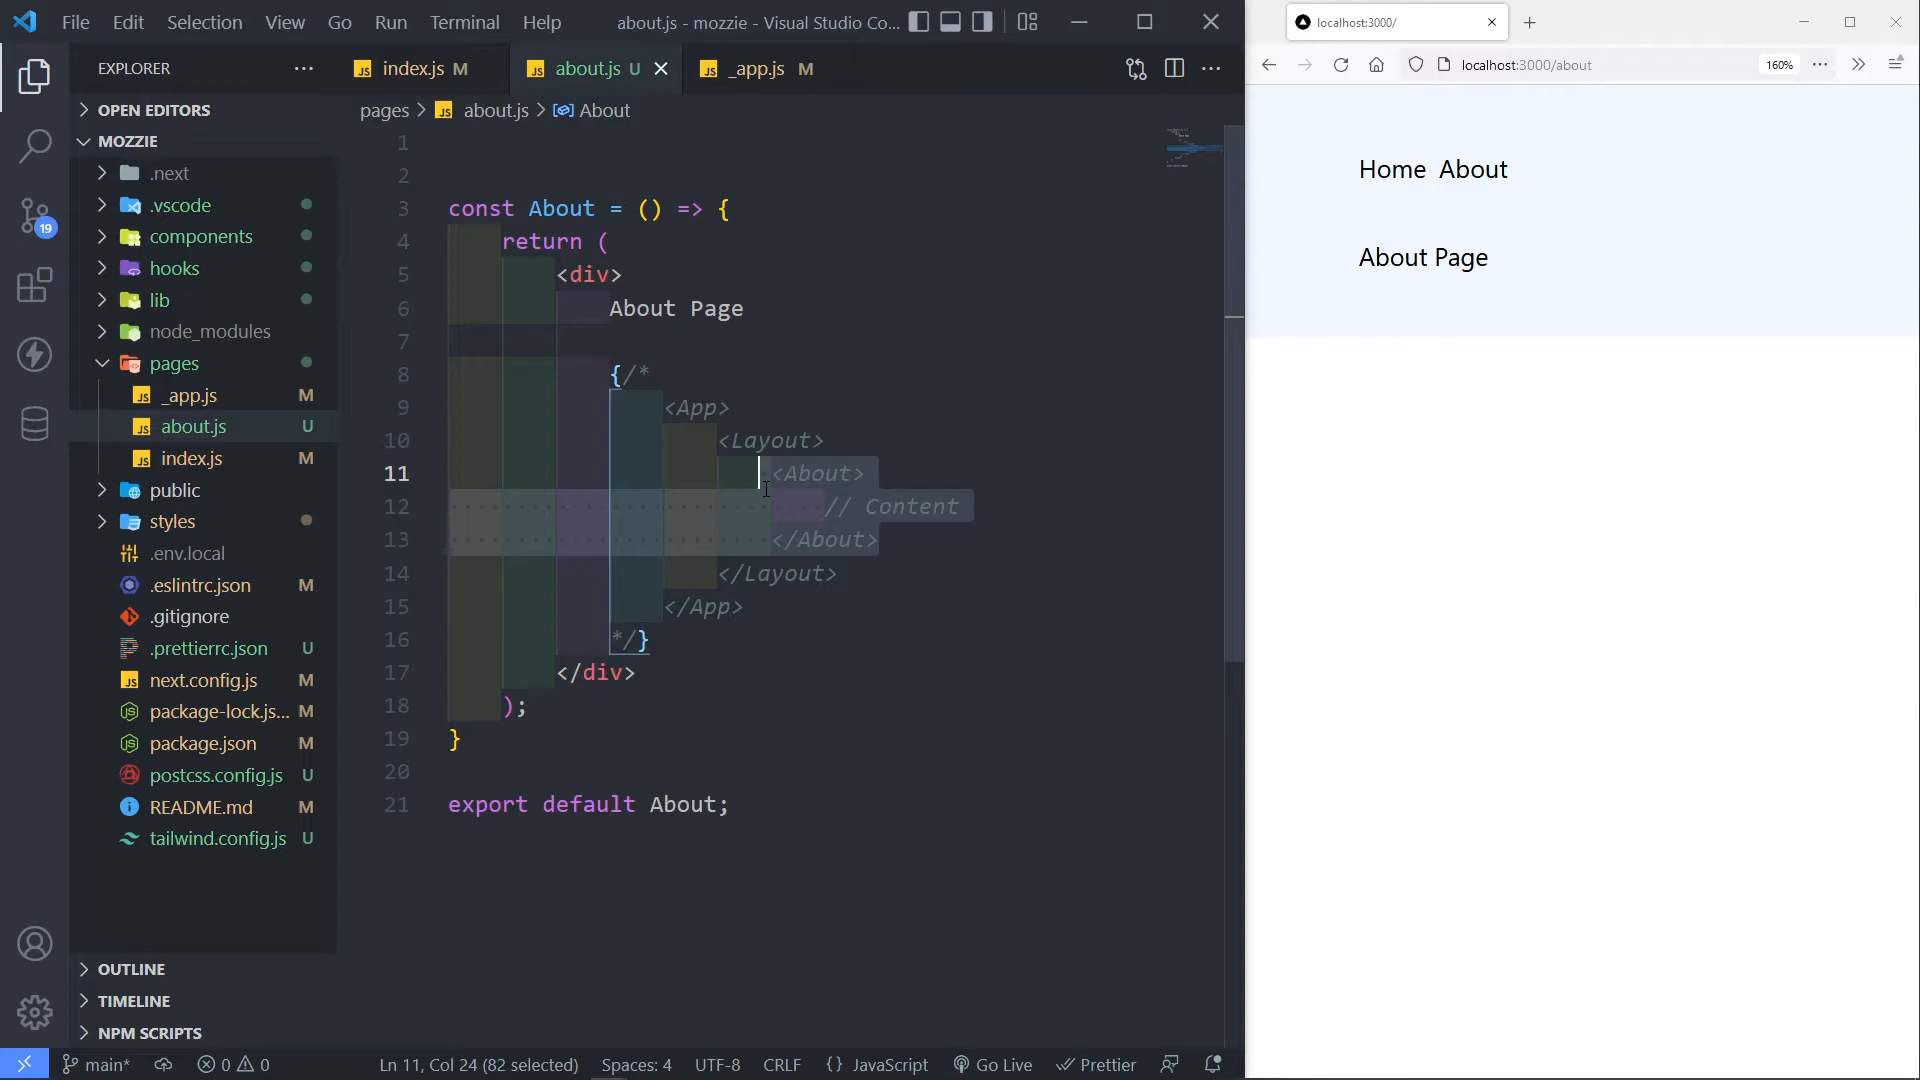 File Edit Selection View Go Run Terminal Help about.js - mozzie - Visual Studio Co...
localhost:3000/
EXPLORER
index.js M about.js U _app.js M
localhost:3000/about 160%
OPEN EDITORS
pages about.js About
MOZZIE
.next
.vscode
components
hooks
lib
node_modules
pages
_app.js M
about.js U
index.js M
public
styles
.env.local
.eslintrc.json M
.gitignore
.prettierrc.json U
next.config.js M
package-lock.js... M
package.json M
postcss.config.js U
README.md M
tailwind.config.js U
OUTLINE
TIMELINE
NPM SCRIPTS
19
1
2
3 const About = () => {
4 return (
5 <div>
6 About Page
7
8 {/*
9 <App>
10 <Layout>
11 <About>
12 // Content
13 </About>
14 </Layout>
15 </App>
16 */}
17 </div>
18 );
19 }
20
21 export default About;
Home About
About Page
main* 0 0 Ln 11, Col 24 (82 selected) Spaces: 4 UTF-8 CRLF {} JavaScript Go Live Prettier